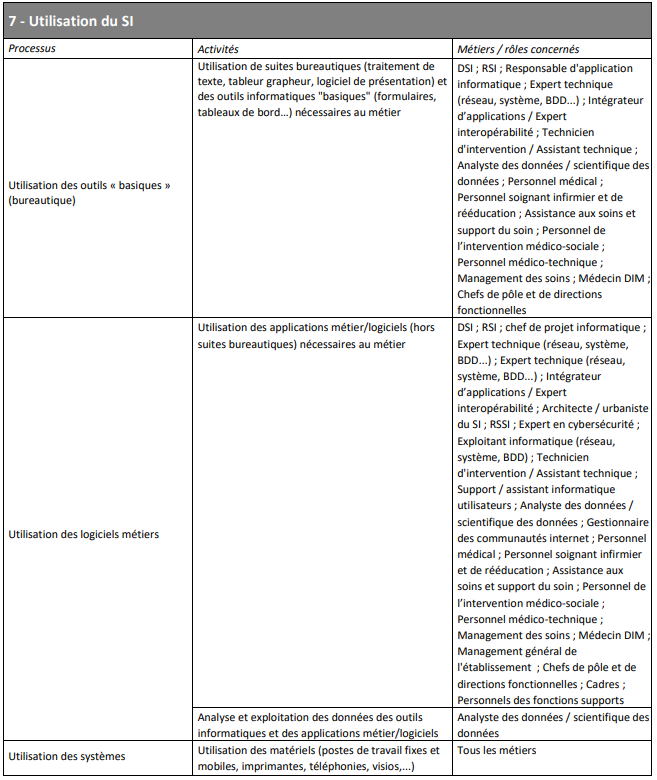 7 - Utilisation du SI
Processus
Activités
Métiers / rôles concernés
Utilisation des outils « basiques »
(bureautique)
Utilisation de suites bureautiques (traitement de
texte, tableur grapheur, logiciel de présentation) et
des outils informatiques "basiques" (formulaires,
tableaux de bord…) nécessaires au métier
DSI ; RSI ; Responsable d'application
informatique ; Expert technique
(réseau, système, BDD...) ; Intégrateur
d’applications / Expert
interopérabilité ; Technicien
d'intervention / Assistant technique ;
Analyste des données / scientifique des
données ; Personnel médical ;
Personnel soignant infirmier et de
rééducation ; Assistance aux soins et
support du soin ; Personnel de
l’intervention médico-sociale ;
Personnel médico-technique ;
Management des soins ; Médecin DIM ;
Chefs de pôle et de directions
fonctionnelles
Utilisation des logiciels métiers
Utilisation des applications métier/logiciels (hors
suites bureautiques) nécessaires au métier
DSI ; RSI ; chef de projet informatique ;
Expert technique (réseau, système,
BDD...) ; Expert technique (réseau,
système, BDD...) ; Intégrateur
d’applications / Expert
interopérabilité ; Architecte / urbaniste
du SI ; RSSI ; Expert en cybersécurité ;
Exploitant informatique (réseau,
système, BDD) ; Technicien
d'intervention / Assistant technique ;
Support / assistant informatique
utilisateurs ; Analyste des données /
scientifique des données ; Gestionnaire
des communautés internet ; Personnel
médical ; Personnel soignant infirmier
et de rééducation ; Assistance aux
soins et support du soin ; Personnel de
l’intervention médico-sociale ;
Personnel médico-technique ;
Management des soins ; Médecin DIM ;
Management général de
l'établissement ; Chefs de pôle et de
directions fonctionnelles ; Cadres ;
Personnels des fonctions supports
Analyse et exploitation des données des outils
informatiques et des applications métier/logiciels
Analyste des données / scientifique des
données
Utilisation des systèmes
Utilisation des matériels (postes de travail fixes et
mobiles, imprimantes, téléphonies, visios,...)
Tous les métiers